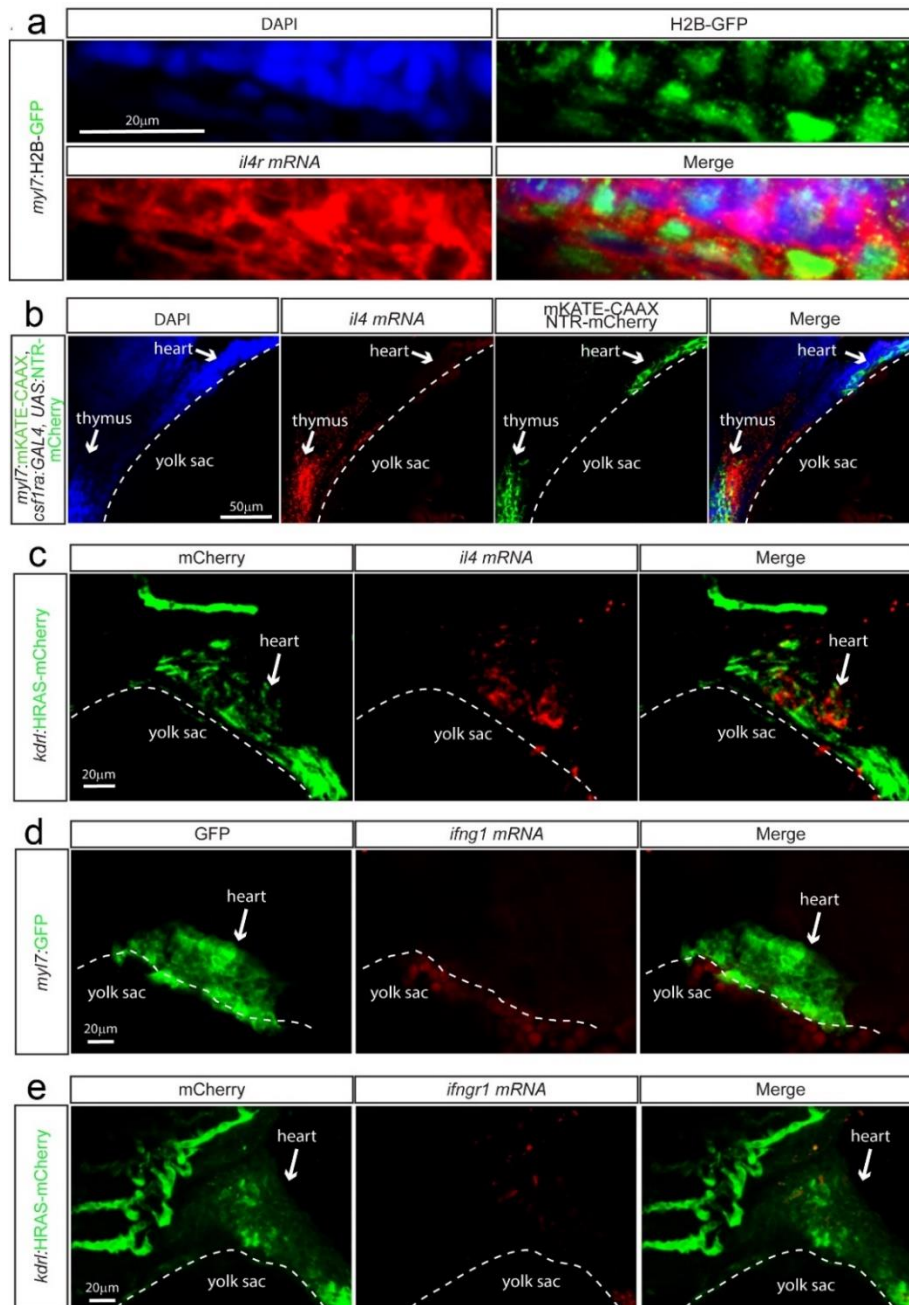 a
DAPI
H2B-GFP
myl7:H2B-GFP
20μm
il4r mRNA
Merge
b
DAPI
il4 mRNA
mKATE-CAAX
NTR-mCherry
Merge
myl7:mKATE-CAAX,
csf1ra:GAL4, UAS:NTR-
mCherry
heart
thymus
yolk sac
50μm
heart
thymus
yolk sac
heart
thymus
yolk sac
heart
thymus
yolk sac
c
mCherry
il4 mRNA
Merge
kdrl:HRAS-mCherry
heart
yolk sac
20μm
yolk sac
heart
yolk sac
d
GFP
ifng1 mRNA
Merge
myl7:GFP
heart
yolk sac
20μm
yolk sac
heart
yolk sac
e
mCherry
ifngr1 mRNA
Merge
kdrl:HRAS-mCherry
heart
yolk sac
20μm
yolk sac
heart
yolk sac